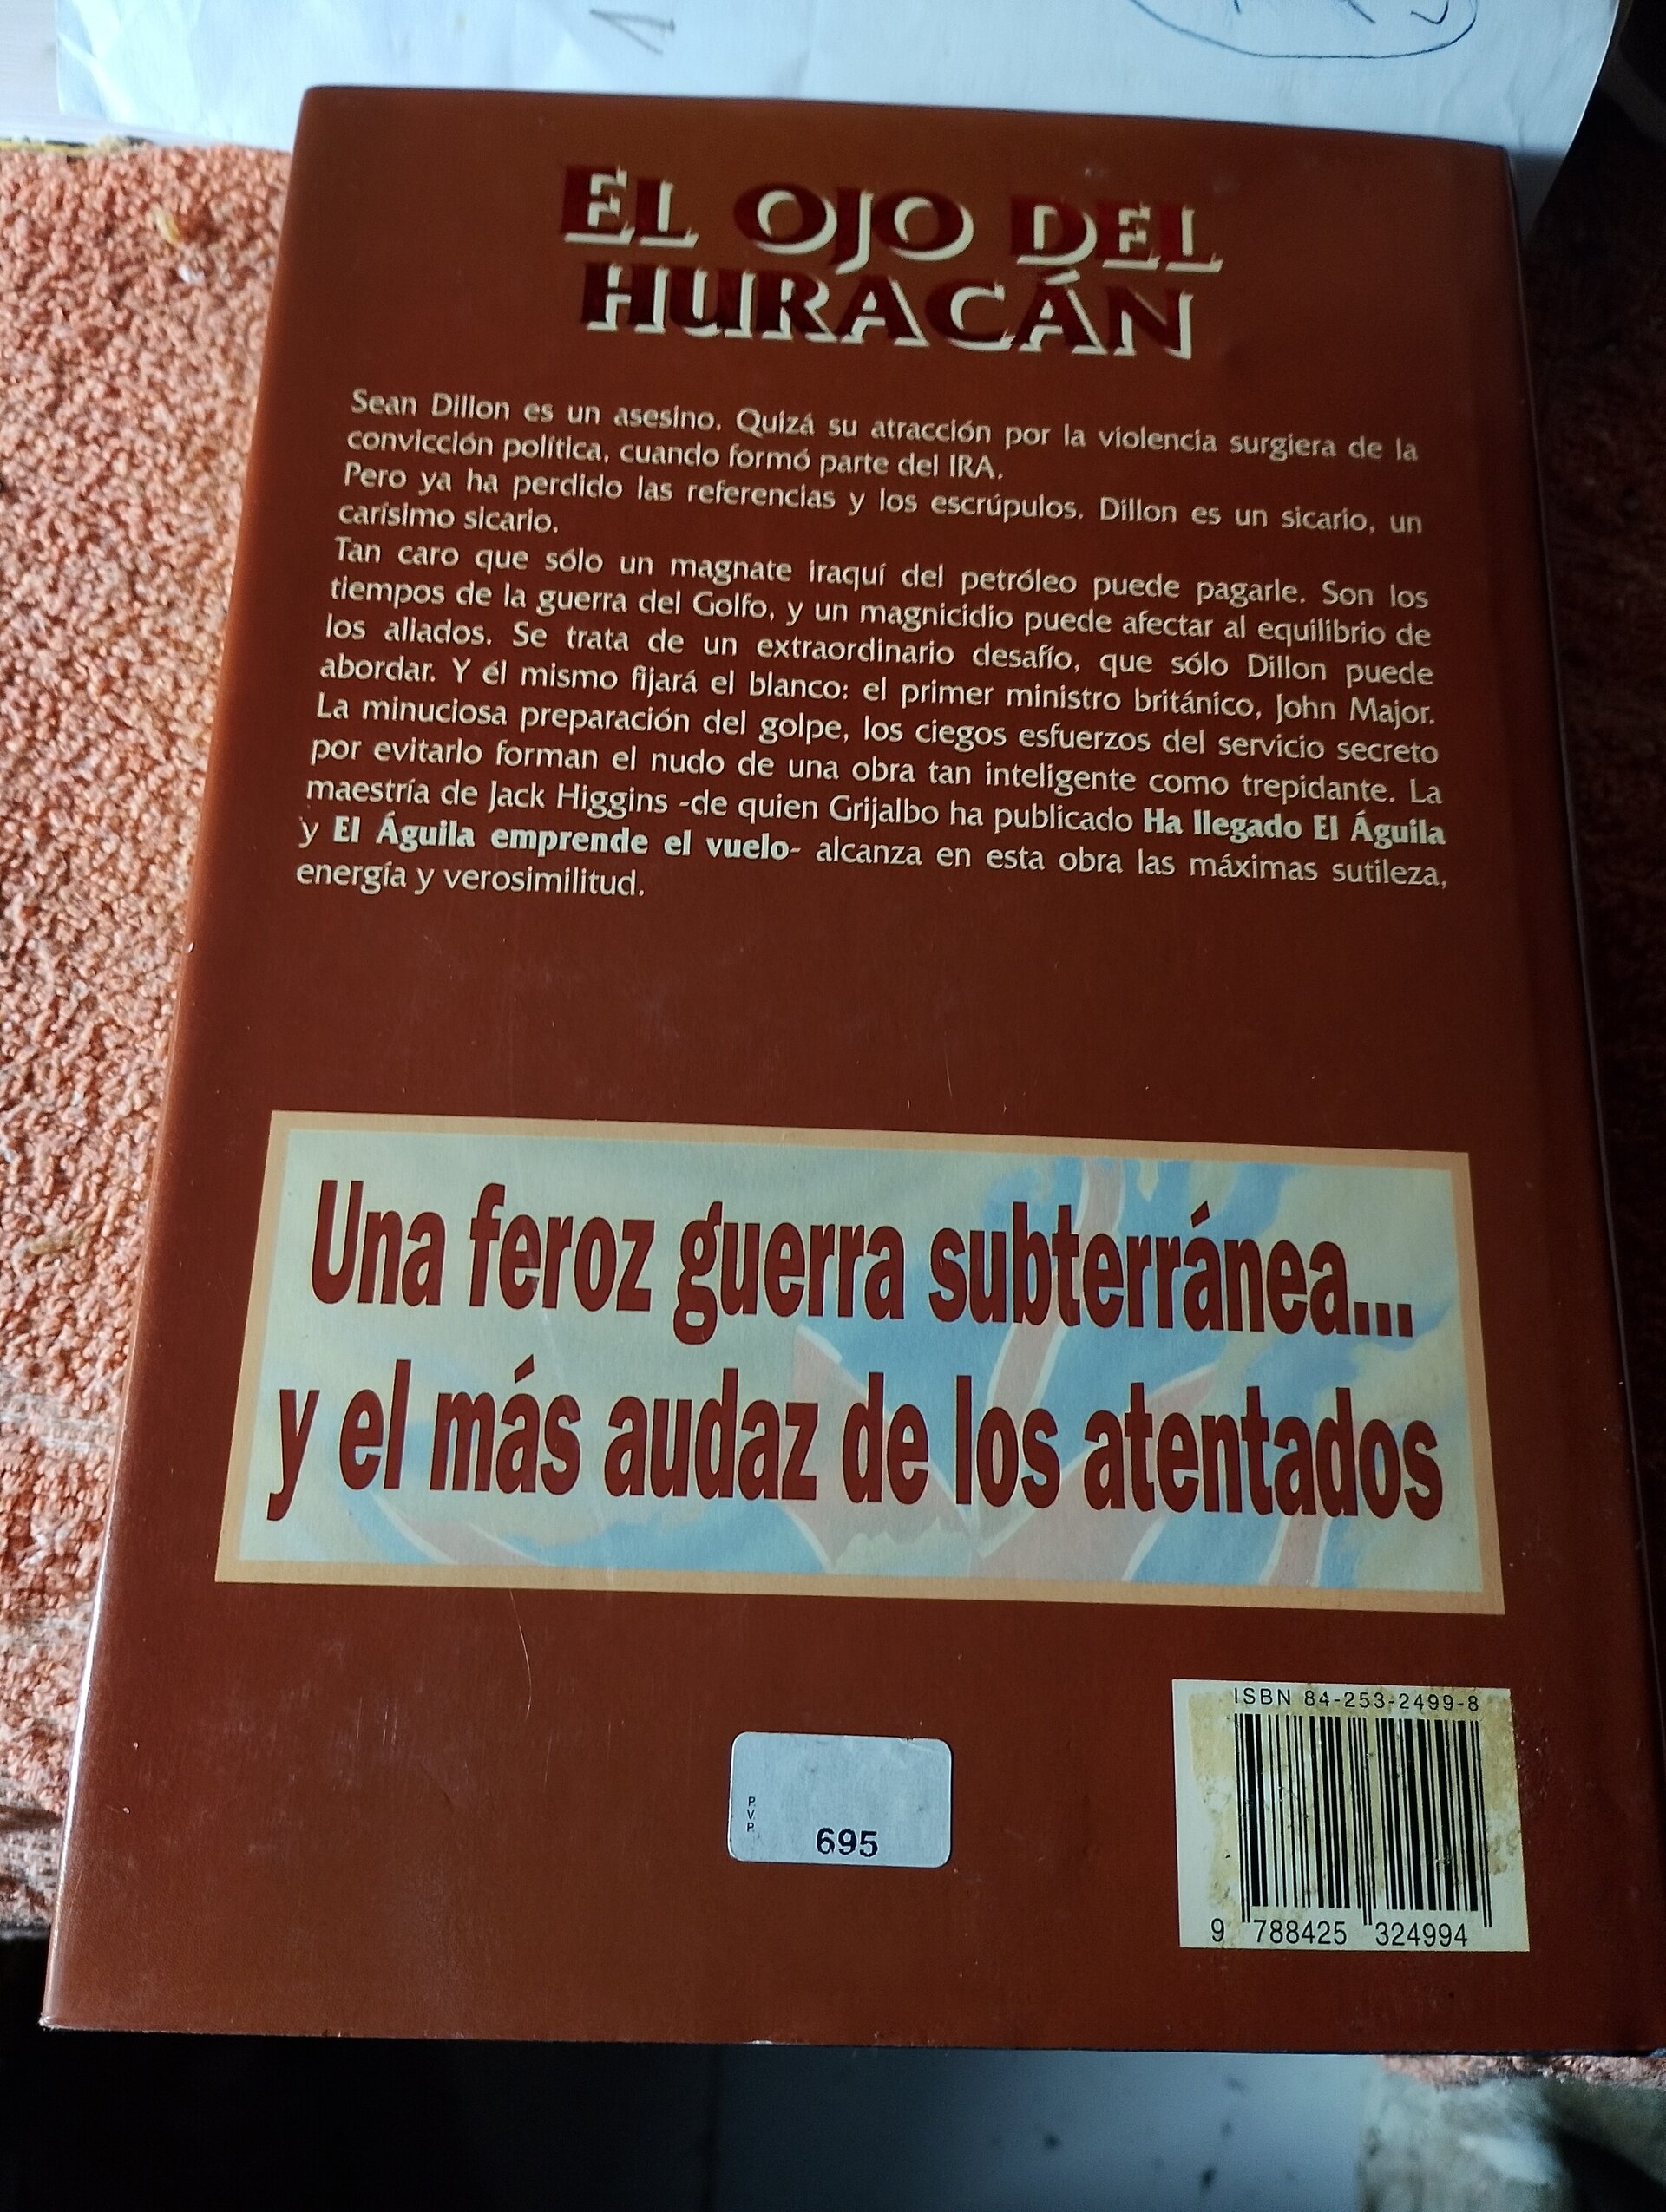 EL OJO DEL
HURACÁN
Sean Dillon es un asesino. Quizá su atracción por la violencia surgiera de la
convicción política, cuando formó parte del IRA.
Pero ya ha perdido las referencias y los escrúpulos. Dillon es un sicario, un
carísimo sicario.
Tan caro que sólo un magnate iraquí del petróleo puede pagarle. Son los
tiempos de la guerra del Golfo, y un magnicidio puede afectar al equilibrio de
los aliados. Se trata de un extraordinario desafío, que sólo Dillon puede
abordar. Y él mismo fijará el blanco: el primer ministro británico, John Major.
La minuciosa preparación del golpe, los ciegos esfuerzos del servicio secreto
por evitarlo forman el nudo de una obra tan inteligente como trepidante. La
maestría de Jack Higgins -de quien Grijalbo ha publicado Ha llegado El Águila
y El Águila emprende el vuelo- alcanza en esta obra las máximas sutileza,
energía y verosimilitud.
Una feroz guerra subterránea...
y el más audaz de los atentados
ISBN 84-253-2499-8
P.
V.
P.
695
9 788425 324994